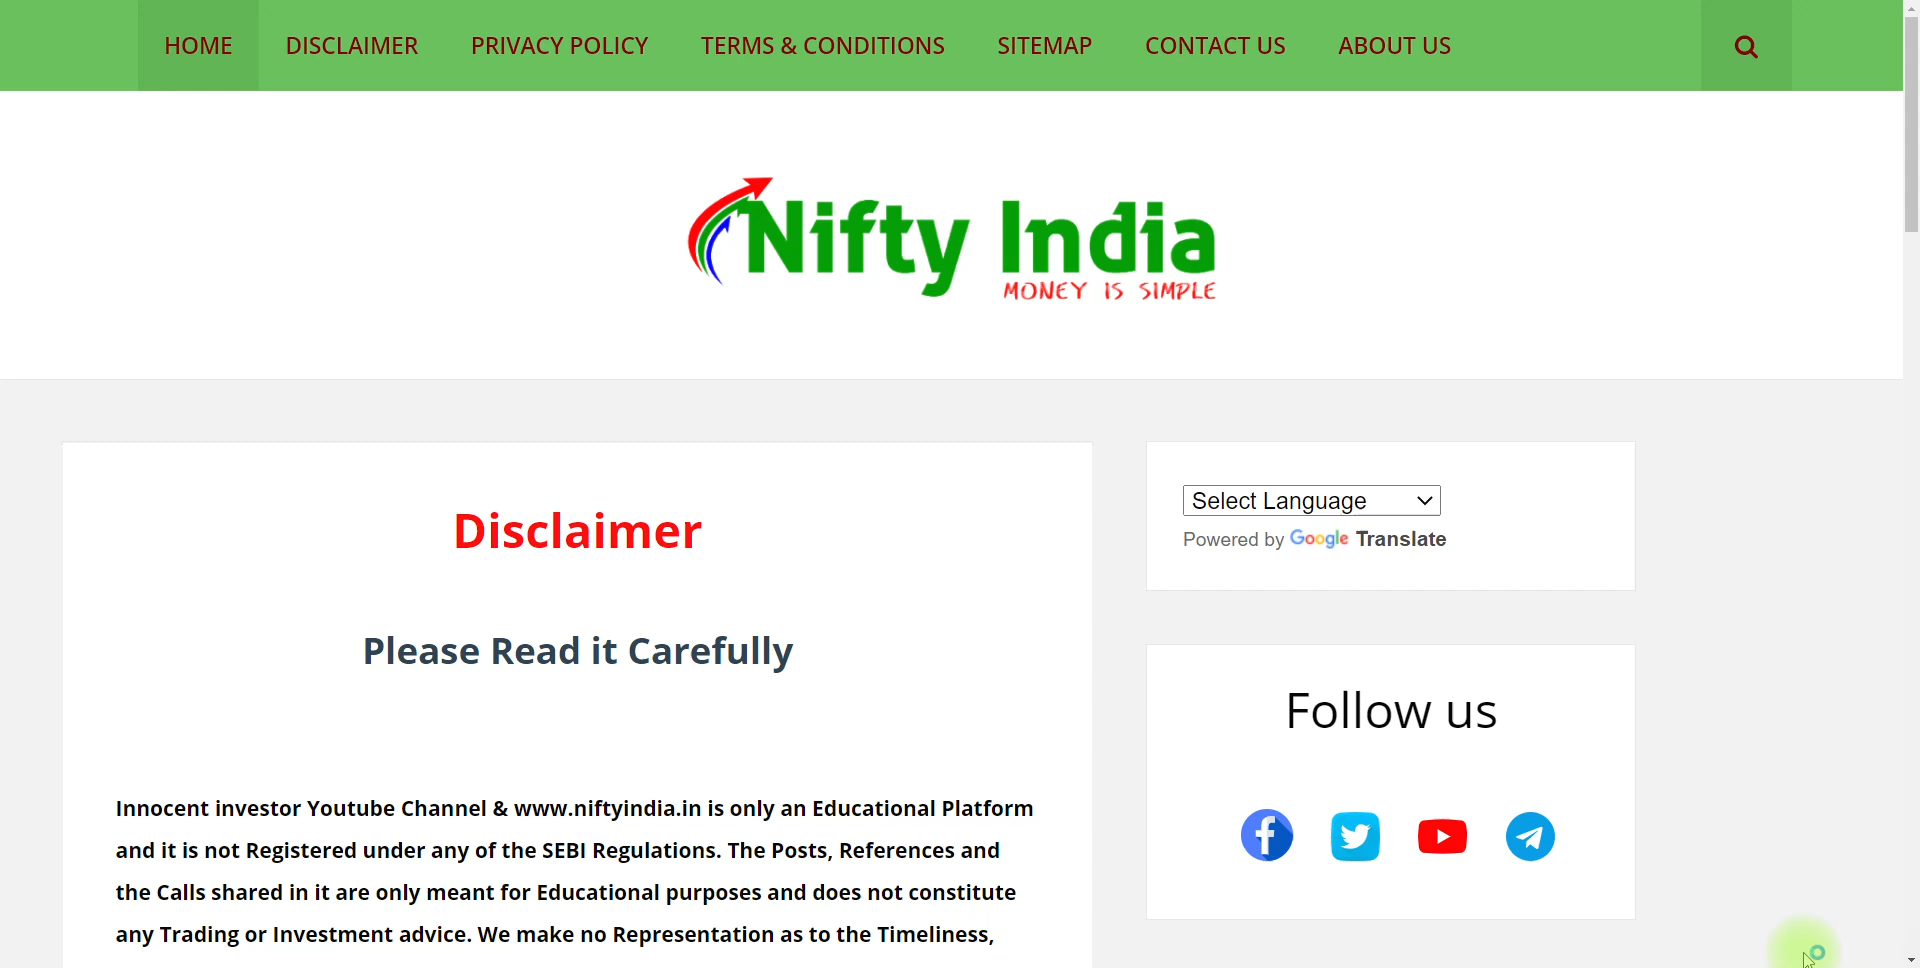 HOME DISCLAIMER PRIVACY POLICY TERMS & CONDITIONS SITEMAP CONTACT US ABOUT US
Nifty India
MONEY IS SIMPLE
Disclaimer
Please Read it Carefully
Innocent investor Youtube Channel & www.niftyindia.in is only an Educational Platform
and it is not Registered under any of the SEBI Regulations. The Posts, References and
the Calls shared in it are only meant for Educational purposes and does not constitute
any Trading or Investment advice. We make no Representation as to the Timeliness,
Select Language
Powered by Google Translate
Follow us